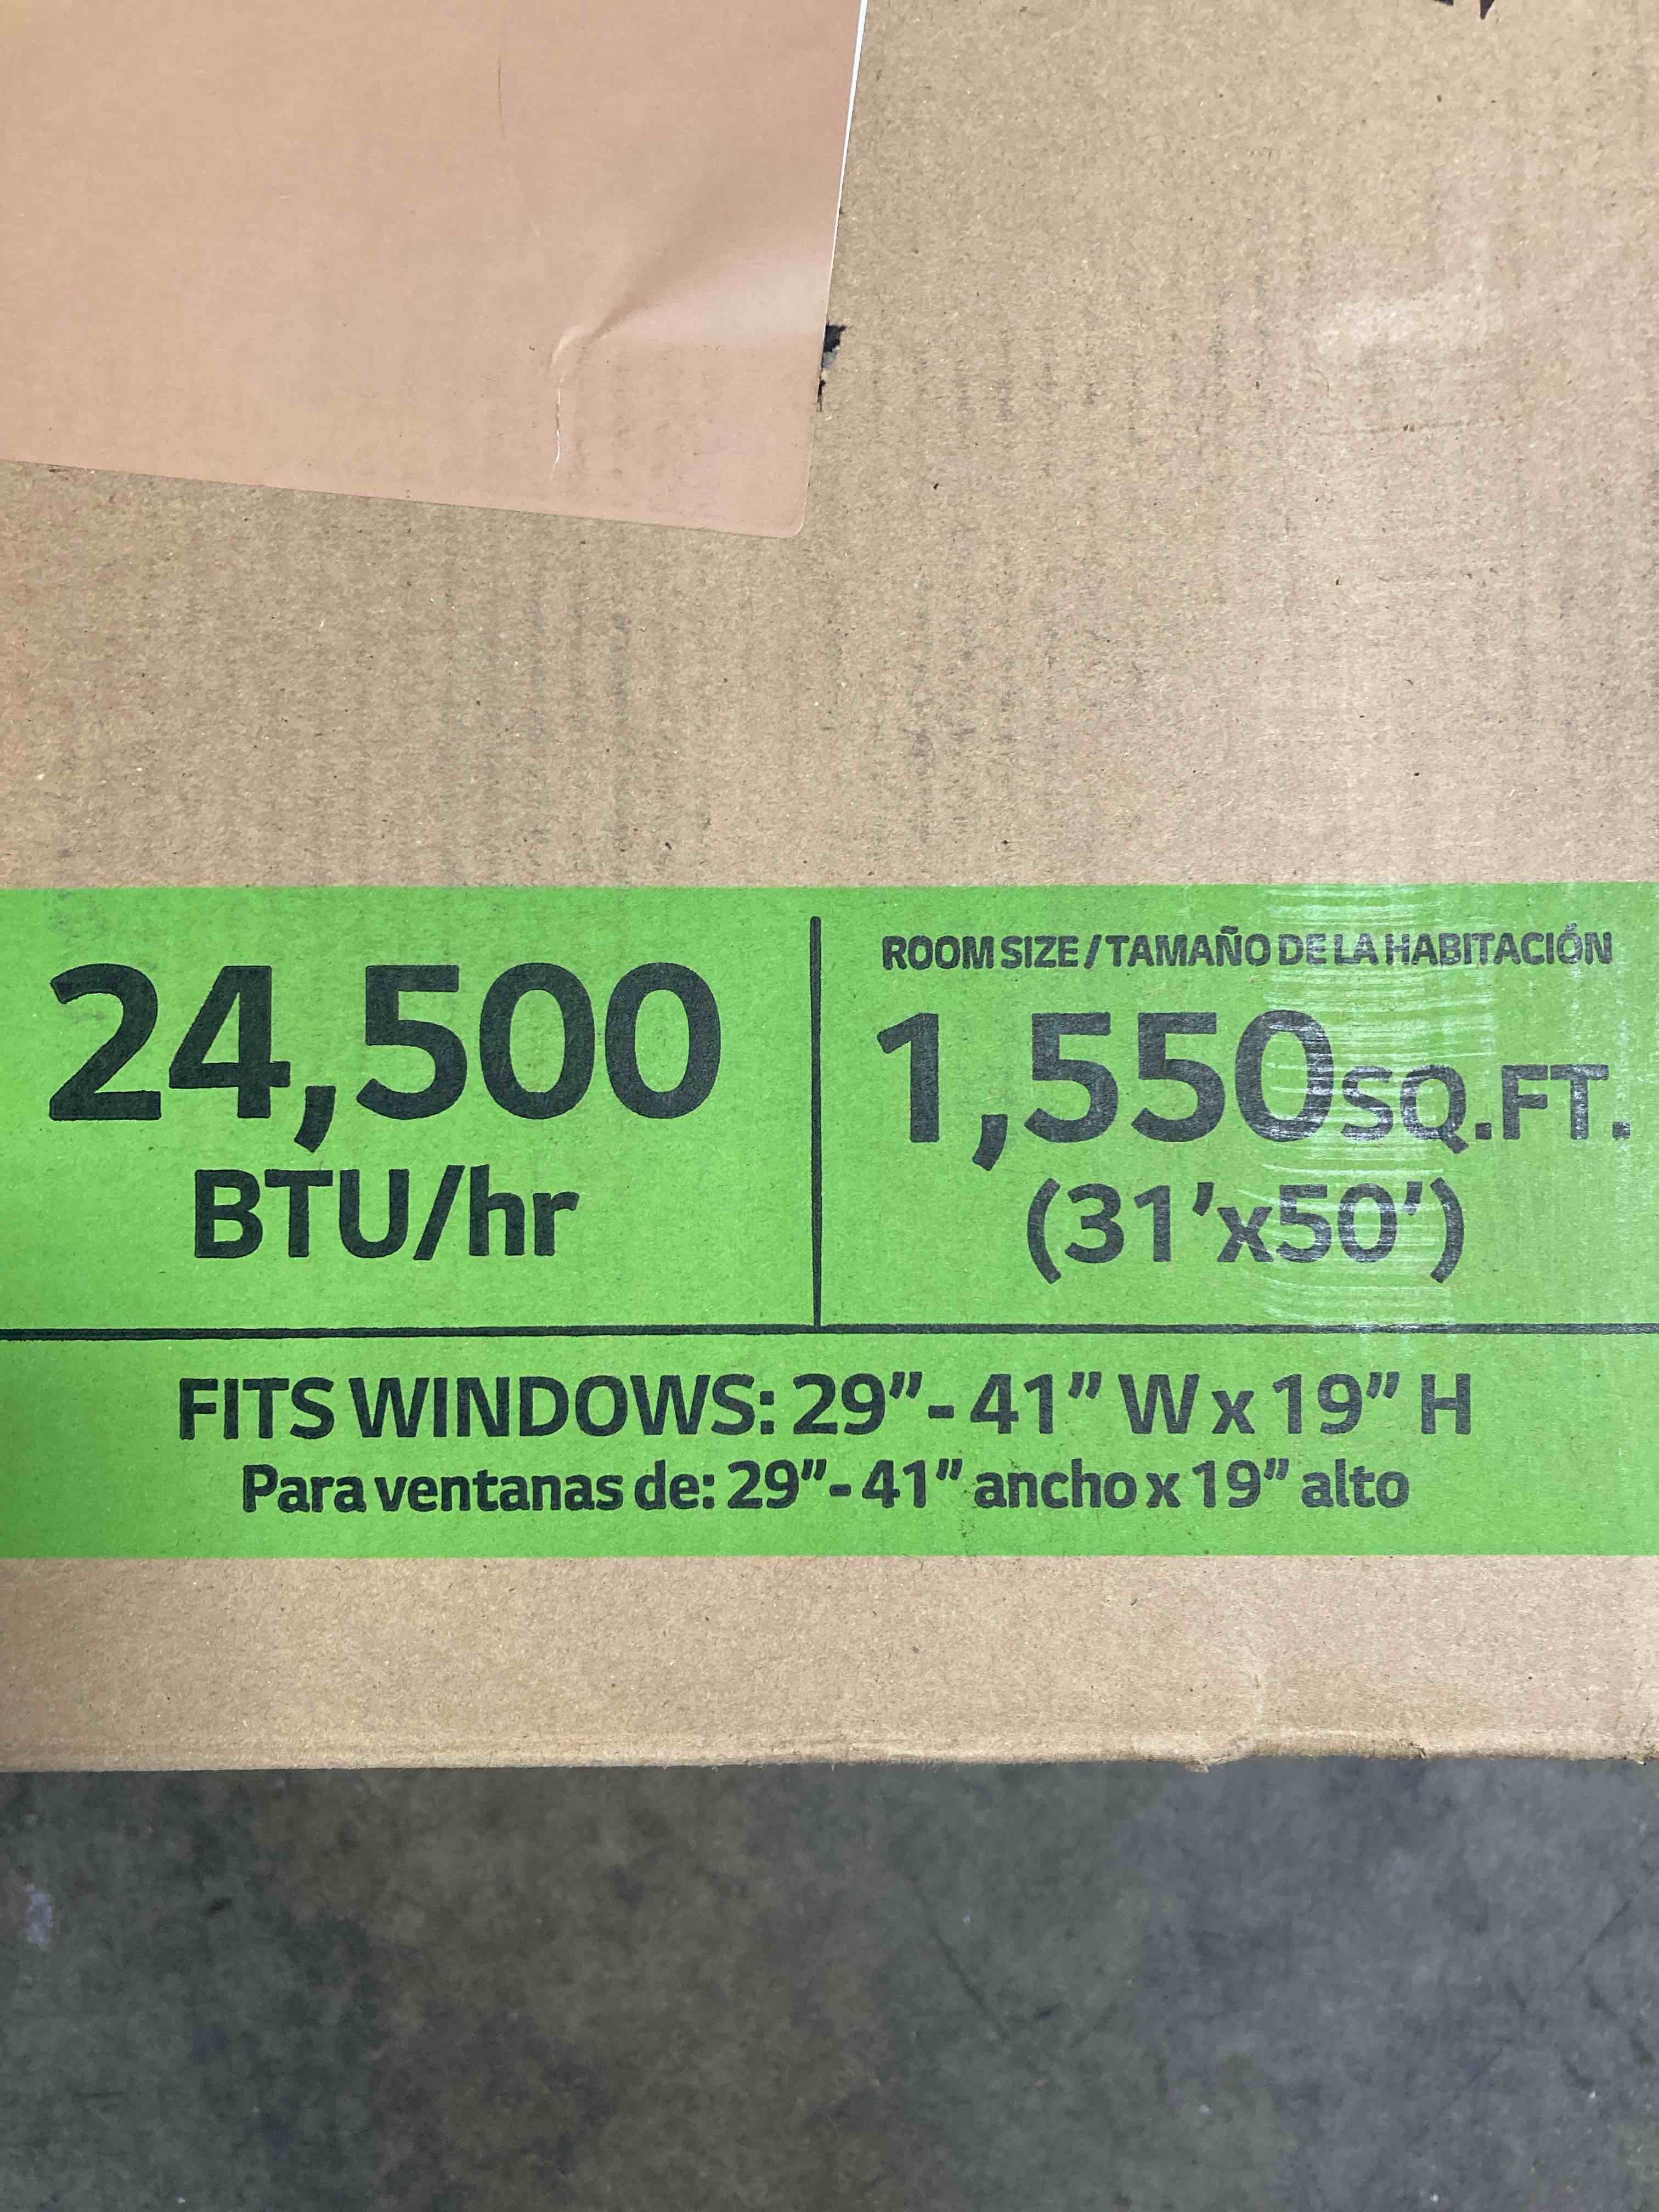 24,500
BTU/hr
ROOM SIZE / TAMAÑO DE LA HABITACIÓN
1,550 SQ.FT.
(31'x50')
FITS WINDOWS: 29”- 41” W x 19” H
Para ventanas de: 29”- 41” ancho x 19” alto